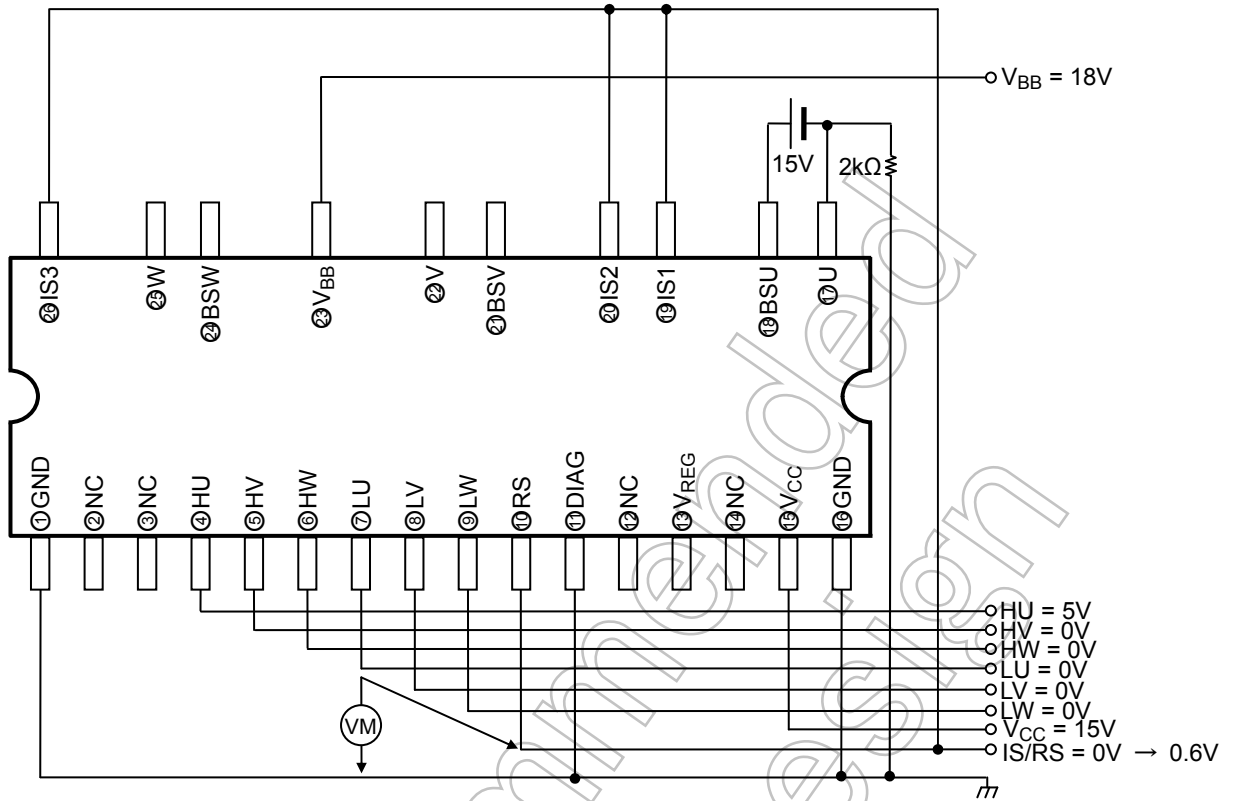 V_BB = 18V
15V
2kΩ
㉖IS3
㉕W
㉔BSW
㉓V_BB
㉒V
㉑BSV
⑳IS2
⑲IS1
⑱BSU
⑰U
①GND
②NC
③NC
④HU
⑤HV
⑥HW
⑦LU
⑧LV
⑨LW
⑩RS
⑪DIAG
⑫NC
⑬V_REG
⑭NC
⑮V_CC
⑯GND
HU = 5V
HV = 0V
HW = 0V
LU = 0V
LV = 0V
LW = 0V
V_CC = 15V
IS/RS = 0V → 0.6V
VM
mmended
esign